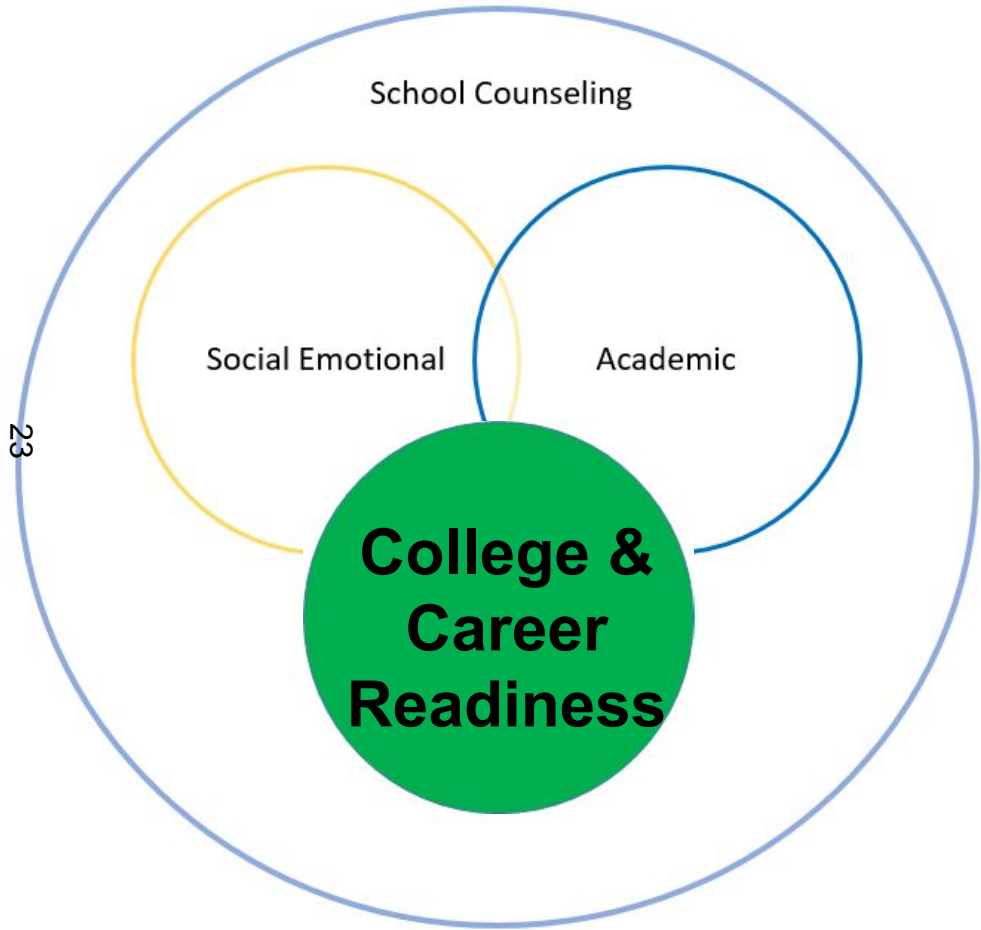 School Counseling
Social Emotional
Academic
23
College &
Career
Readiness